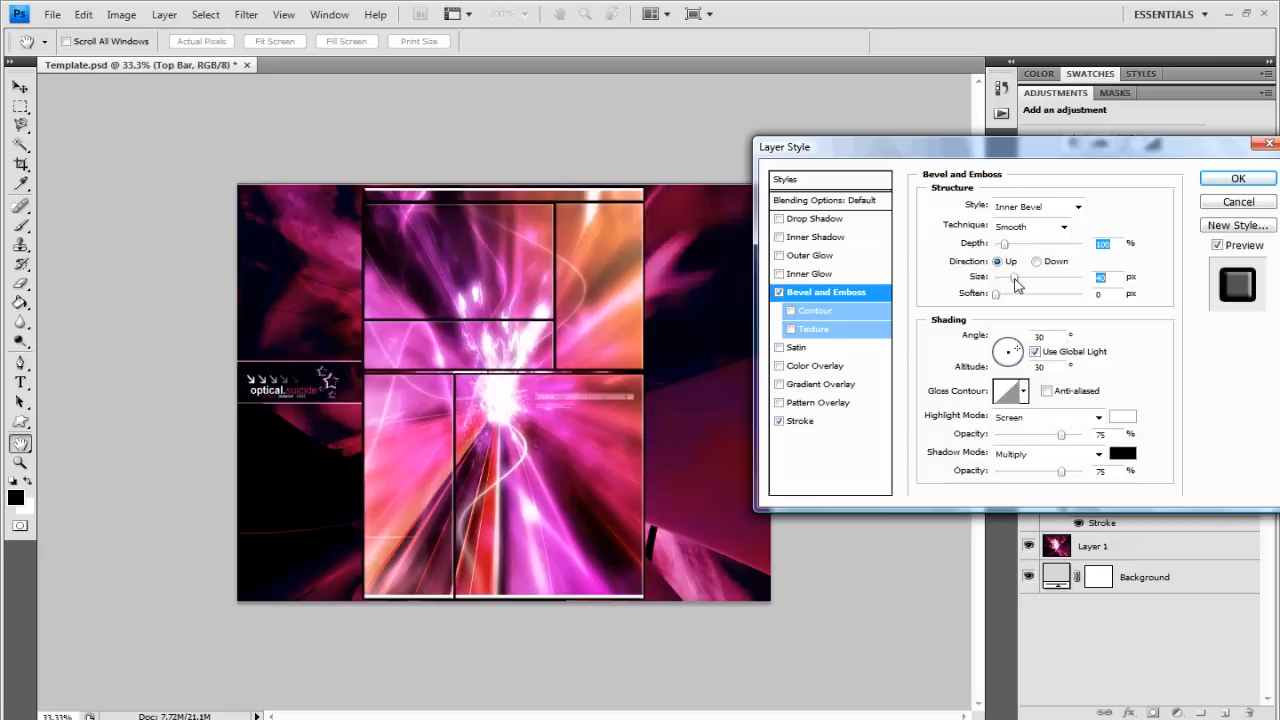 Ps File Edit Image Layer Select Filter View Window Help Br 100% ESSENTIALS
Scroll All Windows Actual Pixels Fit Screen Fill Screen Print Size
Template.psd @ 33.3% (Top Bar, RGB/8) * ×
COLOR SWATCHES STYLES
ADJUSTMENTS MASKS
Add an adjustment
Layer Style
Styles
Blending Options: Default
Drop Shadow
Inner Shadow
Outer Glow
Inner Glow
Bevel and Emboss
Contour
Texture
Satin
Color Overlay
Gradient Overlay
Pattern Overlay
Stroke
Bevel and Emboss
Structure
Style: Inner Bevel
Technique: Smooth
Depth: 100 %
Direction: Up Down
Size: 40 px
Soften: 0 px
Shading
Angle: 30 °
Use Global Light
Altitude: 30 °
Gloss Contour: Anti-aliased
Highlight Mode: Screen
Opacity: 75 %
Shadow Mode: Multiply
Opacity: 75 %
OK
Cancel
New Style...
Preview
optical.suicide
Stroke
Layer 1
Background
T
33.33% Doc: 7.72M/21.1M
fx